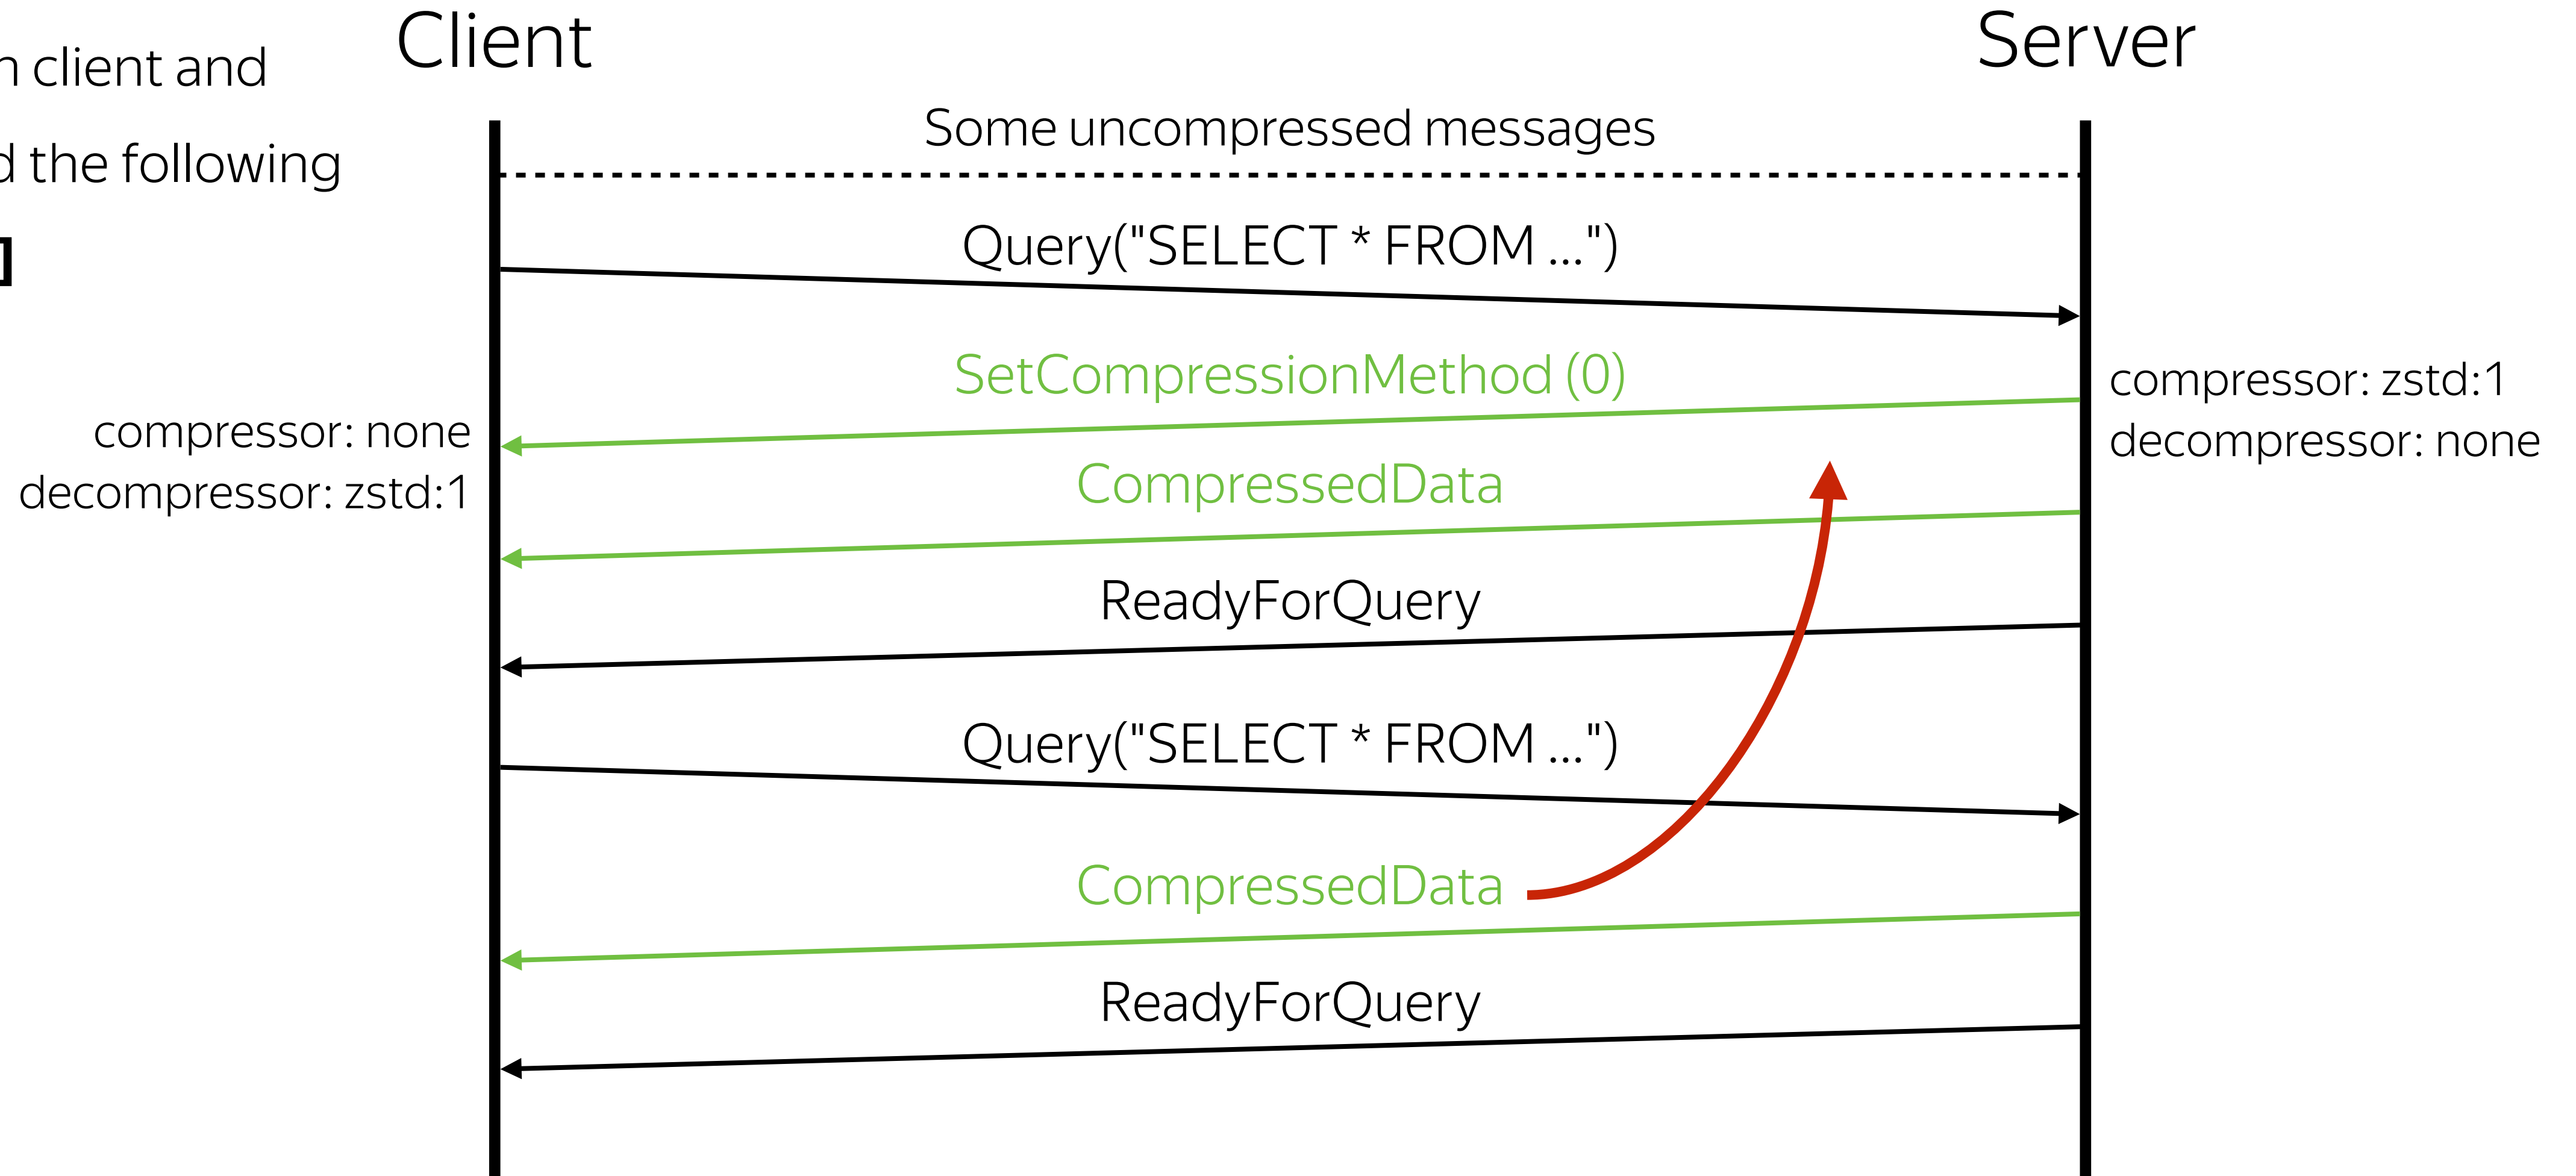 Client
Server
n client and
d the following
]
Some uncompressed messages
Query("SELECT * FROM ...")
SetCompressionMethod (0)
compressor: zstd:1
decompressor: none
compressor: none
decompressor: zstd:1
CompressedData
ReadyForQuery
Query("SELECT * FROM ...")
CompressedData
ReadyForQuery